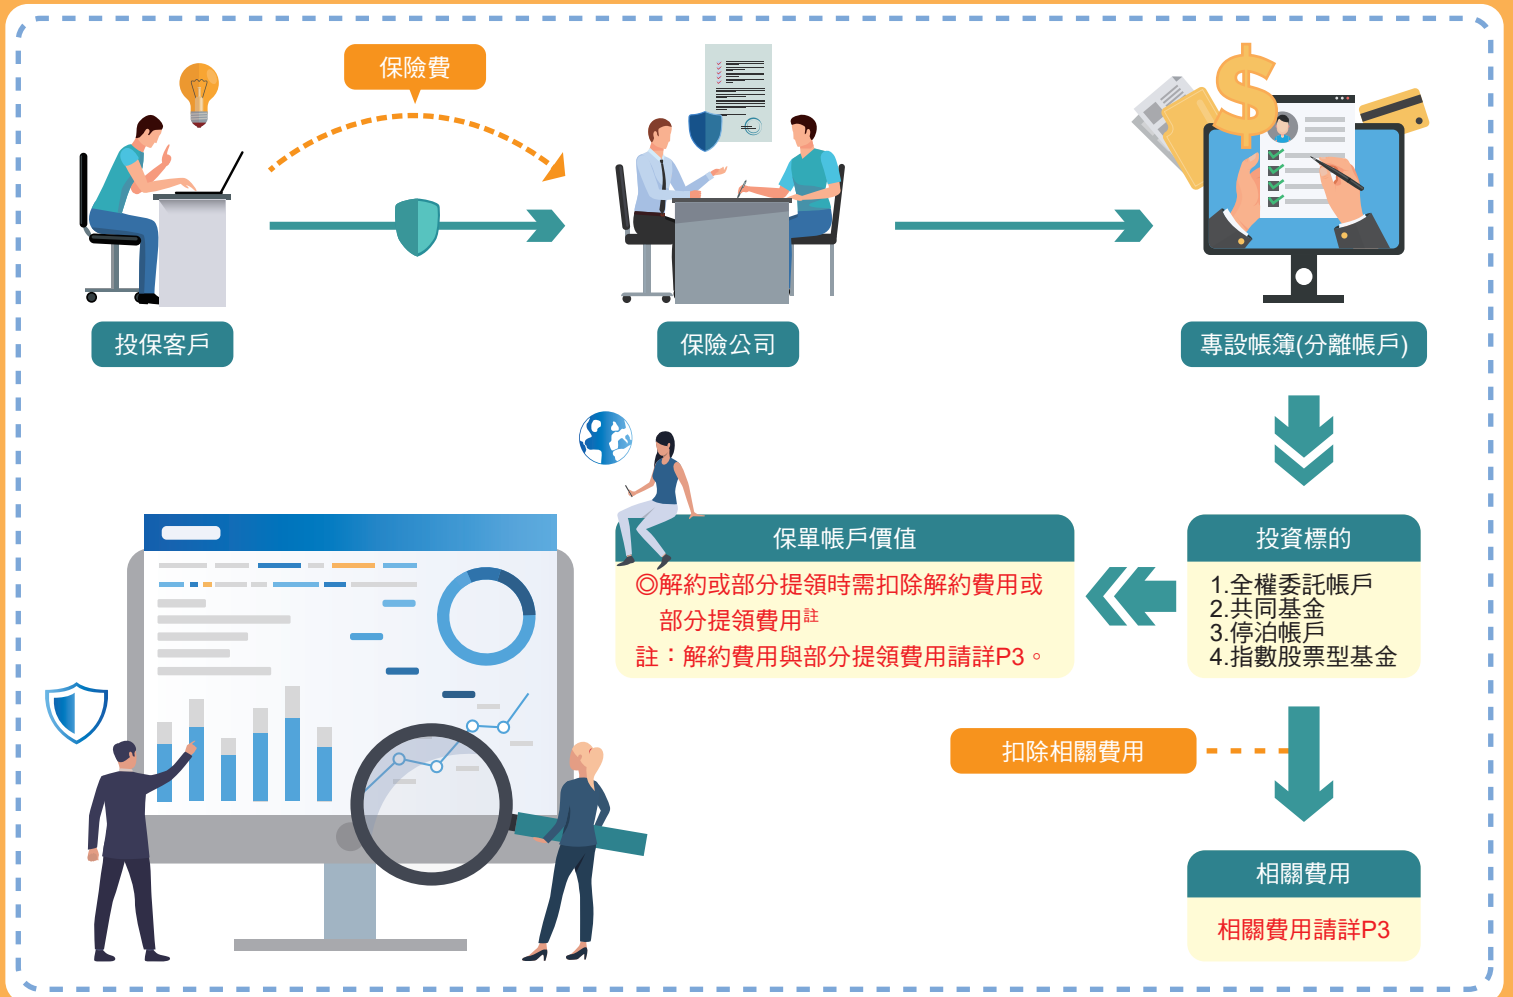 保險費
投保客戶
保險公司
專設帳簿(分離帳戶)
保單帳戶價值
◎解約或部分提領時需扣除解約費用或
部分提領費用註
註：解約費用與部分提領費用請詳P3。
投資標的
1.全權委託帳戶
2.共同基金
3.停泊帳戶
4.指數股票型基金
扣除相關費用
相關費用
相關費用請詳P3